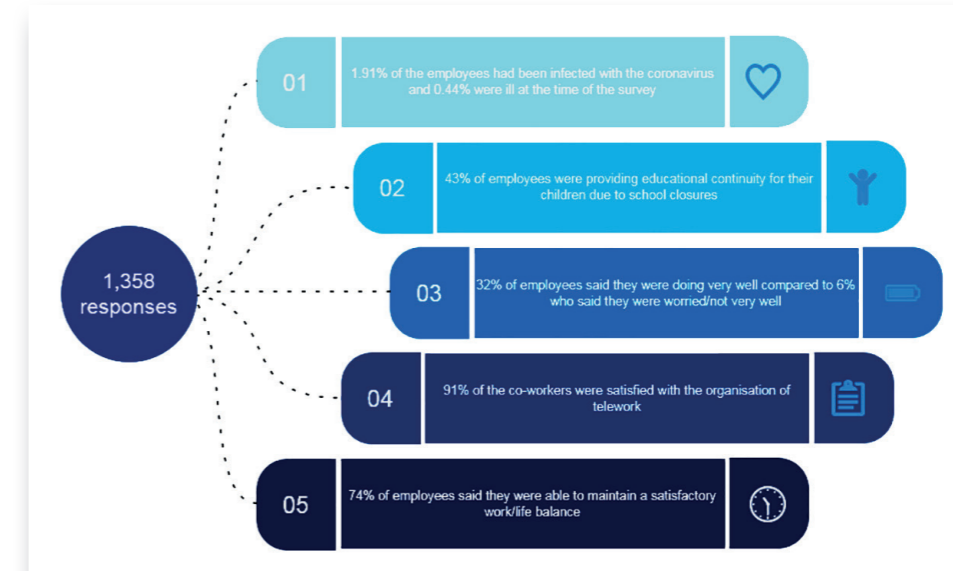 01
1.91% of the employees had been infected with the coronavirus
and 0.44% were ill at the time of the survey
02
43% of employees were providing educational continuity for their
children due to school closures
1,358
responses
03
32% of employees said they were doing very well compared to 6%
who said they were worried/not very well
04
91% of the co-workers were satisfied with the organisation of
telework
05
74% of employees said they were able to maintain a satisfactory
work/life balance